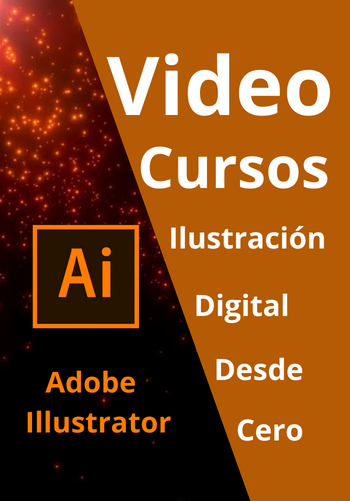 Video
Cursos
Ilustración
Digital
Desde
Cero
Ai
Adobe
Illustrator